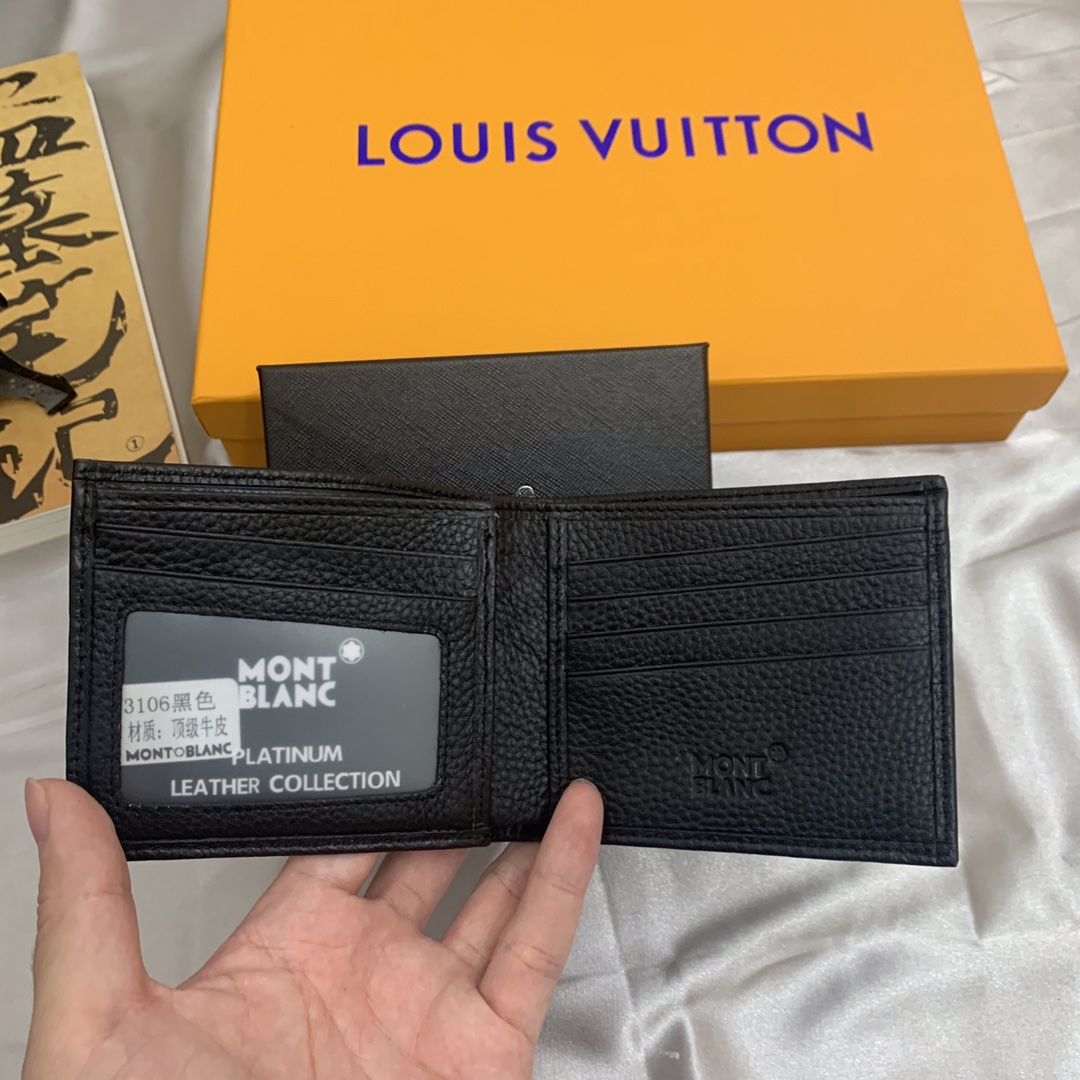 LOUIS VUITTON
①
MONT
BLANC
3106黑色
材质：顶级牛皮
MONTBLANC
PLATINUM
LEATHER COLLECTION
MONT
BLANC